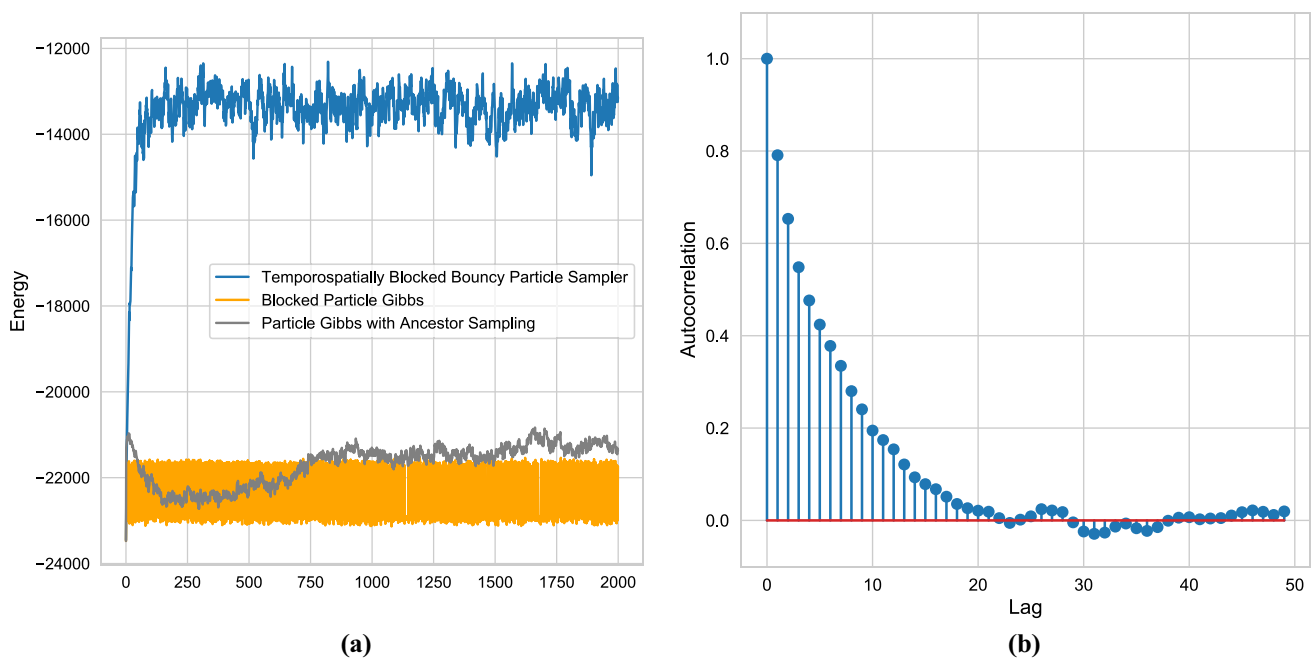 −12000
−14000
−16000
−18000
−20000
−22000
−24000
Energy
Temporospatially Blocked Bouncy Particle Sampler
Blocked Particle Gibbs
Particle Gibbs with Ancestor Sampling
0 250 500 750 1000 1250 1500 1750 2000
(a)
1.0
0.8
0.6
0.4
0.2
0.0
Autocorrelation
0 10 20 30 40 50
Lag
(b)